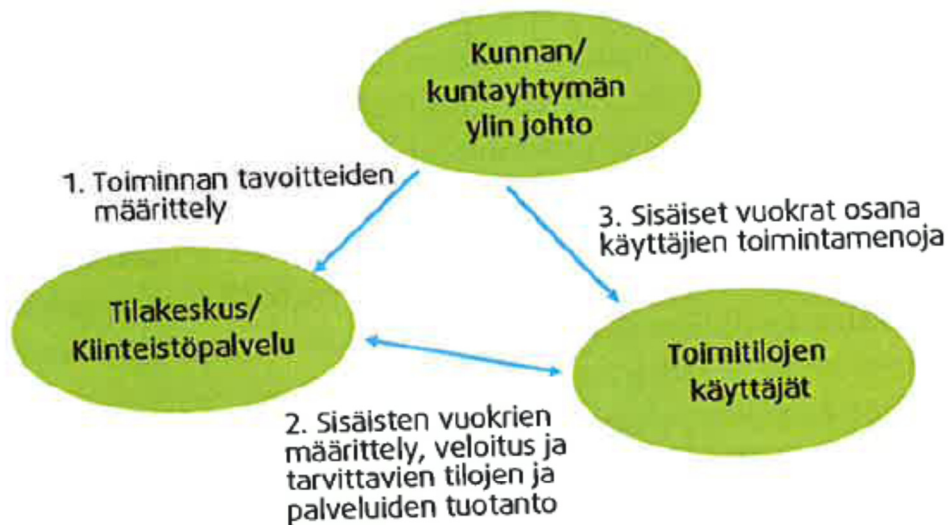 Kunnan/
kuntayhtymän
ylin johto
1. Toiminnan tavoitteiden
määrittely
3. Sisäiset vuokrat osana
käyttäjien toimintamenoja
Tilakeskus/
Kiinteistöpalvelu
Toimitilojen
käyttäjät
2. Sisäisten vuokrien
määrittely, veloitus ja
tarvittavien tilojen ja
palveluiden tuotanto